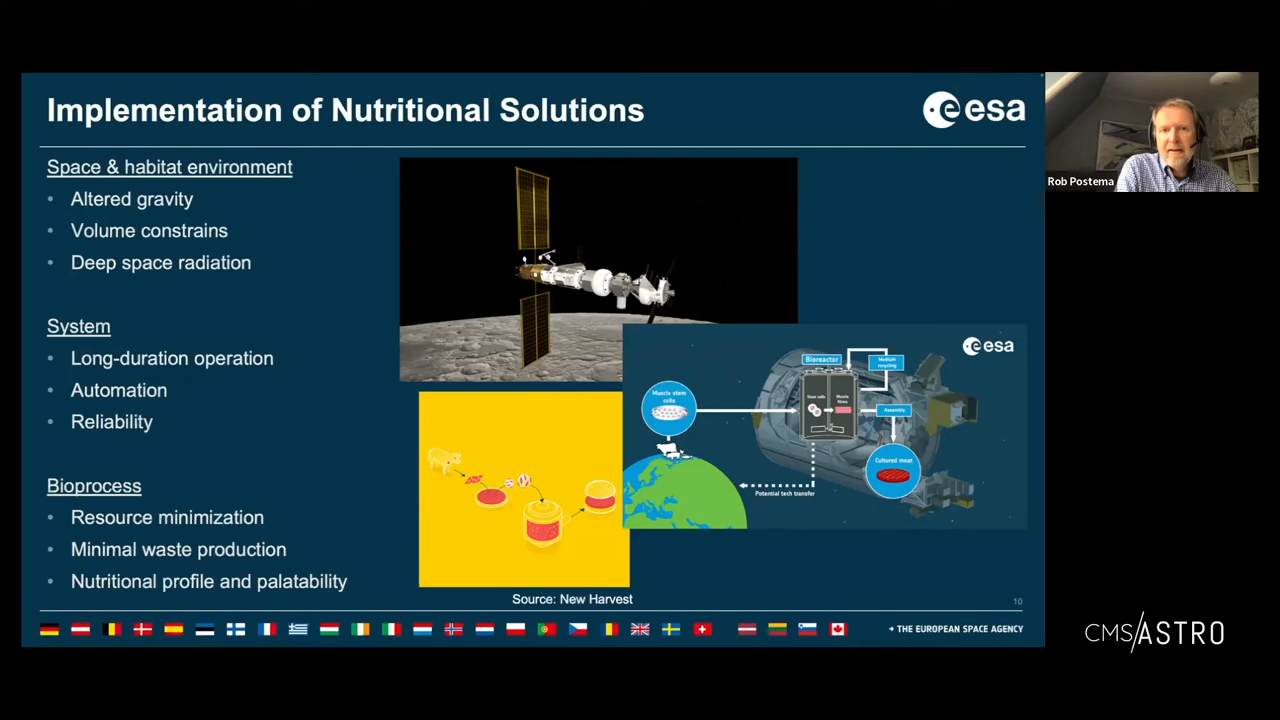 Implementation of Nutritional Solutions
esa
Space & habitat environment
• Altered gravity
• Volume constrains
• Deep space radiation
System
• Long-duration operation
• Automation
• Reliability
Bioprocess
• Resource minimization
• Minimal waste production
• Nutritional profile and palatability
esa
Bioreactor
Medium
recycling
Muscle stem
cells
Stem cells
Muscle
fibres
Assembly
Cultured meat
Potential tech transfer
Source: New Harvest
10
→ THE EUROPEAN SPACE AGENCY
Rob Postema
CMS/ASTRO